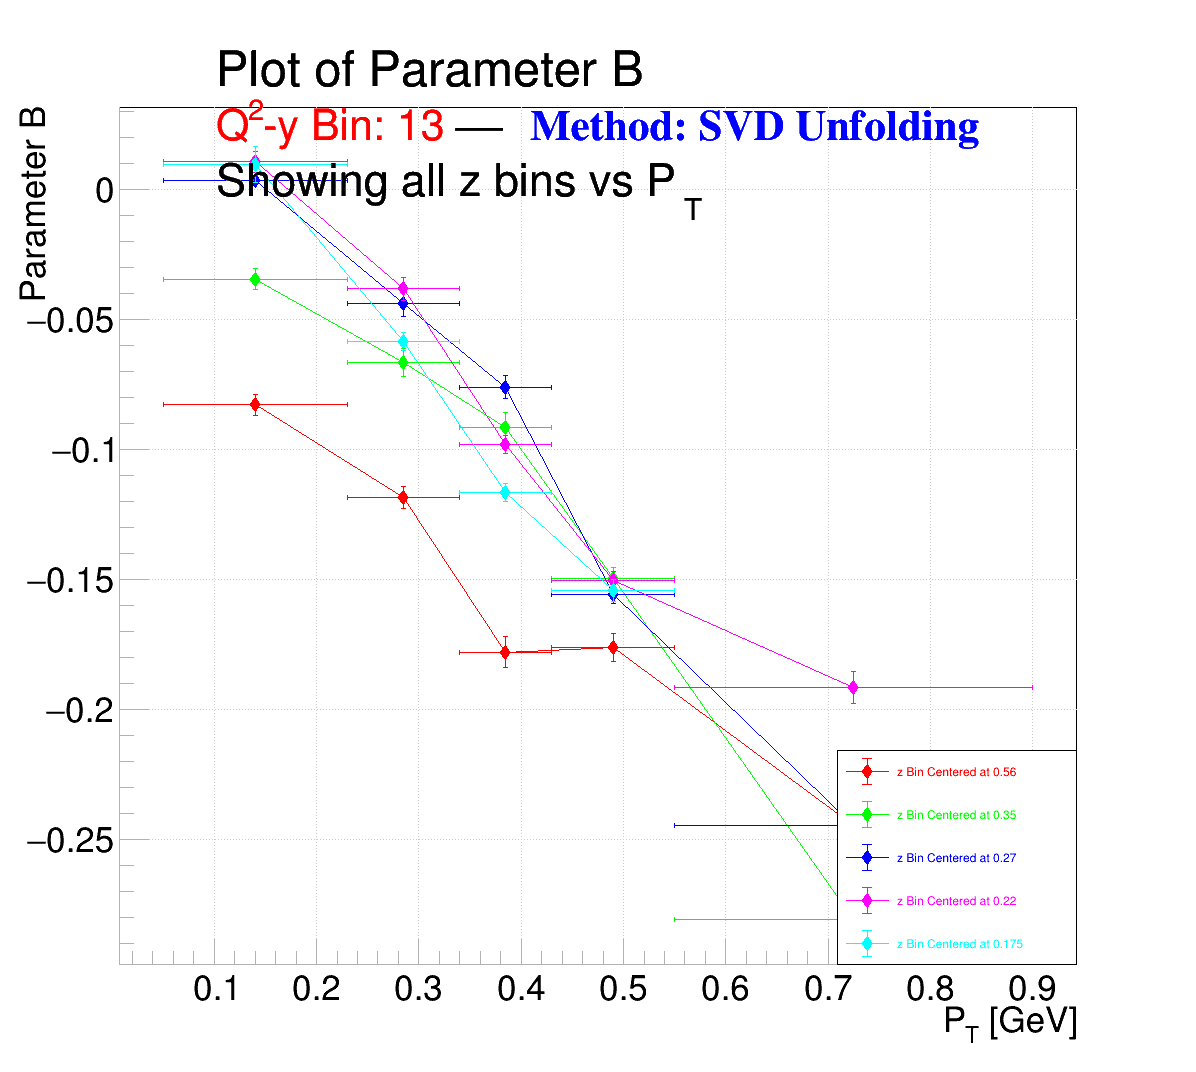 Plot of Parameter B
Q²-y Bin: 13 — Method: SVD Unfolding
Showing all z bins vs P_T
Parameter B
0
−0.05
−0.1
−0.15
−0.2
−0.25
z Bin Centered at 0.56
z Bin Centered at 0.35
z Bin Centered at 0.27
z Bin Centered at 0.22
z Bin Centered at 0.175
0.1 0.2 0.3 0.4 0.5 0.6 0.7 0.8 0.9
P_T [GeV]